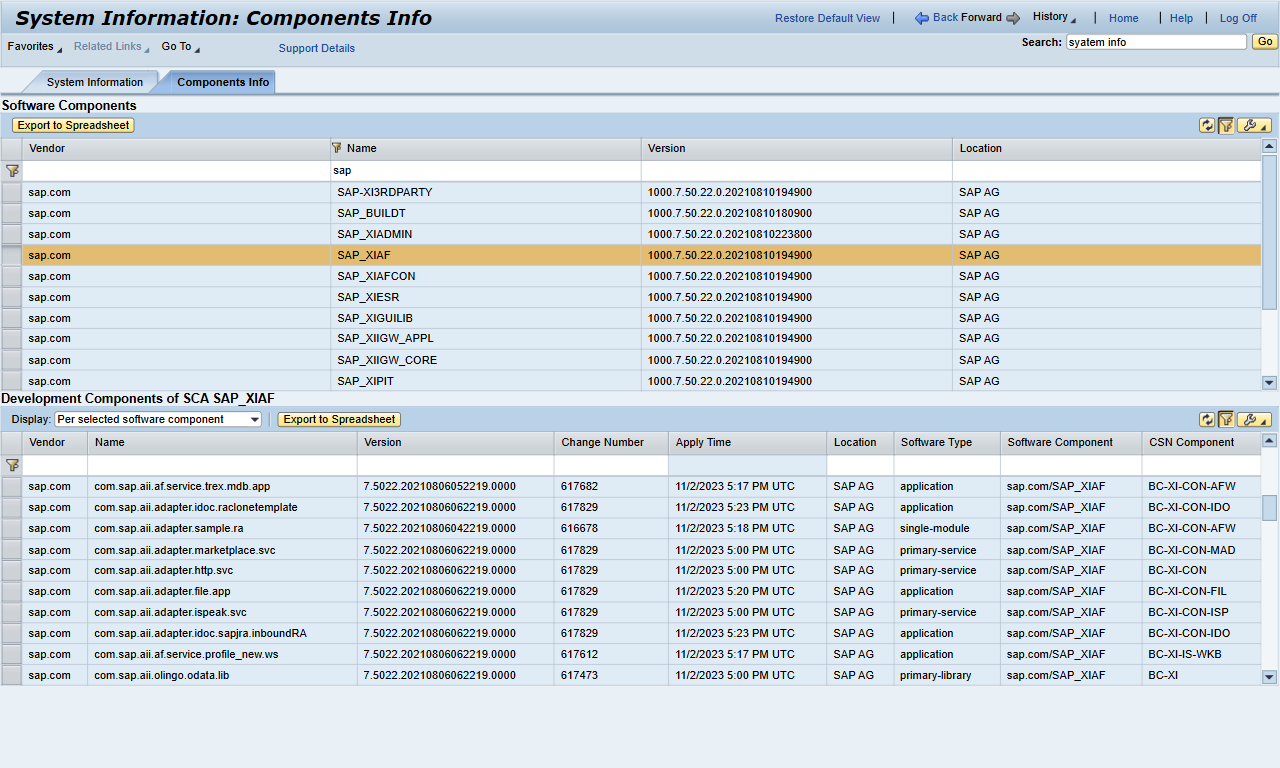 System Information: Components Info
Restore Default View | Back Forward History | Home | Help | Log Off
Favorites Related Links Go To Support Details Search: syatem info Go
System Information Components Info
Software Components
Export to Spreadsheet
Vendor Name Version Location
sap
sap.com SAP-XI3RDPARTY 1000.7.50.22.0.20210810194900 SAP AG
sap.com SAP_BUILDT 1000.7.50.22.0.20210810180900 SAP AG
sap.com SAP_XIADMIN 1000.7.50.22.0.20210810223800 SAP AG
sap.com SAP_XIAF 1000.7.50.22.0.20210810194900 SAP AG
sap.com SAP_XIAFCON 1000.7.50.22.0.20210810194900 SAP AG
sap.com SAP_XIESR 1000.7.50.22.0.20210810194900 SAP AG
sap.com SAP_XIGUILIB 1000.7.50.22.0.20210810194900 SAP AG
sap.com SAP_XIIGW_APPL 1000.7.50.22.0.20210810194900 SAP AG
sap.com SAP_XIIGW_CORE 1000.7.50.22.0.20210810194900 SAP AG
sap.com SAP_XIPIT 1000.7.50.22.0.20210810194900 SAP AG
Development Components of SCA SAP_XIAF
Display: Per selected software component Export to Spreadsheet
Vendor Name Version Change Number Apply Time Location Software Type Software Component CSN Component
sap.com com.sap.aii.af.service.trex.mdb.app 7.5022.20210806052219.0000 617682 11/2/2023 5:17 PM UTC SAP AG application sap.com/SAP_XIAF BC-XI-CON-AFW
sap.com com.sap.aii.adapter.idoc.raclonetemplate 7.5022.20210806062219.0000 617829 11/2/2023 5:23 PM UTC SAP AG application sap.com/SAP_XIAF BC-XI-CON-IDO
sap.com com.sap.aii.adapter.sample.ra 7.5022.20210806042219.0000 616678 11/2/2023 5:18 PM UTC SAP AG single-module sap.com/SAP_XIAF BC-XI-CON-AFW
sap.com com.sap.aii.adapter.marketplace.svc 7.5022.20210806062219.0000 617829 11/2/2023 5:00 PM UTC SAP AG primary-service sap.com/SAP_XIAF BC-XI-CON-MAD
sap.com com.sap.aii.adapter.http.svc 7.5022.20210806062219.0000 617829 11/2/2023 5:00 PM UTC SAP AG primary-service sap.com/SAP_XIAF BC-XI-CON
sap.com com.sap.aii.adapter.file.app 7.5022.20210806062219.0000 617829 11/2/2023 5:20 PM UTC SAP AG application sap.com/SAP_XIAF BC-XI-CON-FIL
sap.com com.sap.aii.adapter.ispeak.svc 7.5022.20210806062219.0000 617829 11/2/2023 5:00 PM UTC SAP AG primary-service sap.com/SAP_XIAF BC-XI-CON-ISP
sap.com com.sap.aii.adapter.idoc.sapjra.inboundRA 7.5022.20210806062219.0000 617829 11/2/2023 5:23 PM UTC SAP AG application sap.com/SAP_XIAF BC-XI-CON-IDO
sap.com com.sap.aii.af.service.profile_new.ws 7.5022.20210806062219.0000 617612 11/2/2023 5:17 PM UTC SAP AG application sap.com/SAP_XIAF BC-XI-IS-WKB
sap.com com.sap.aii.olingo.odata.lib 7.5022.20210806062219.0000 617473 11/2/2023 5:00 PM UTC SAP AG primary-library sap.com/SAP_XIAF BC-XI